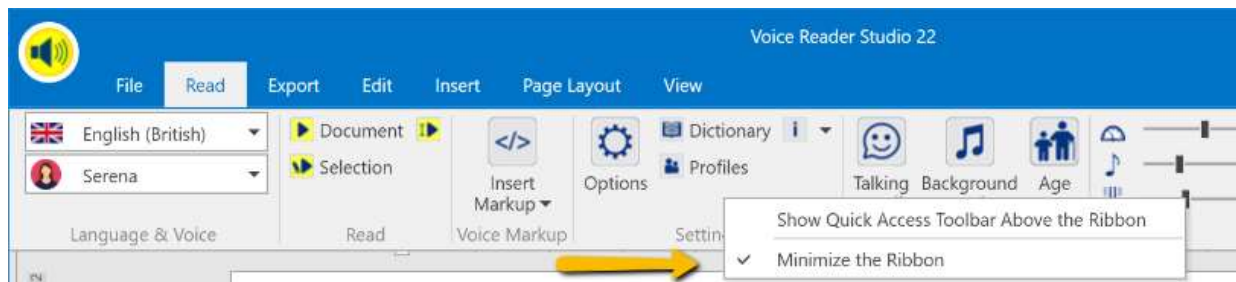 Voice Reader Studio 22
File Read Export Edit Insert Page Layout View
English (British)
Serena
Language & Voice
Document
Selection
Read
Insert
Markup
Voice Markup
Options
Dictionary
Profiles
Talking Background Age
Show Quick Access Toolbar Above the Ribbon
Minimize the Ribbon